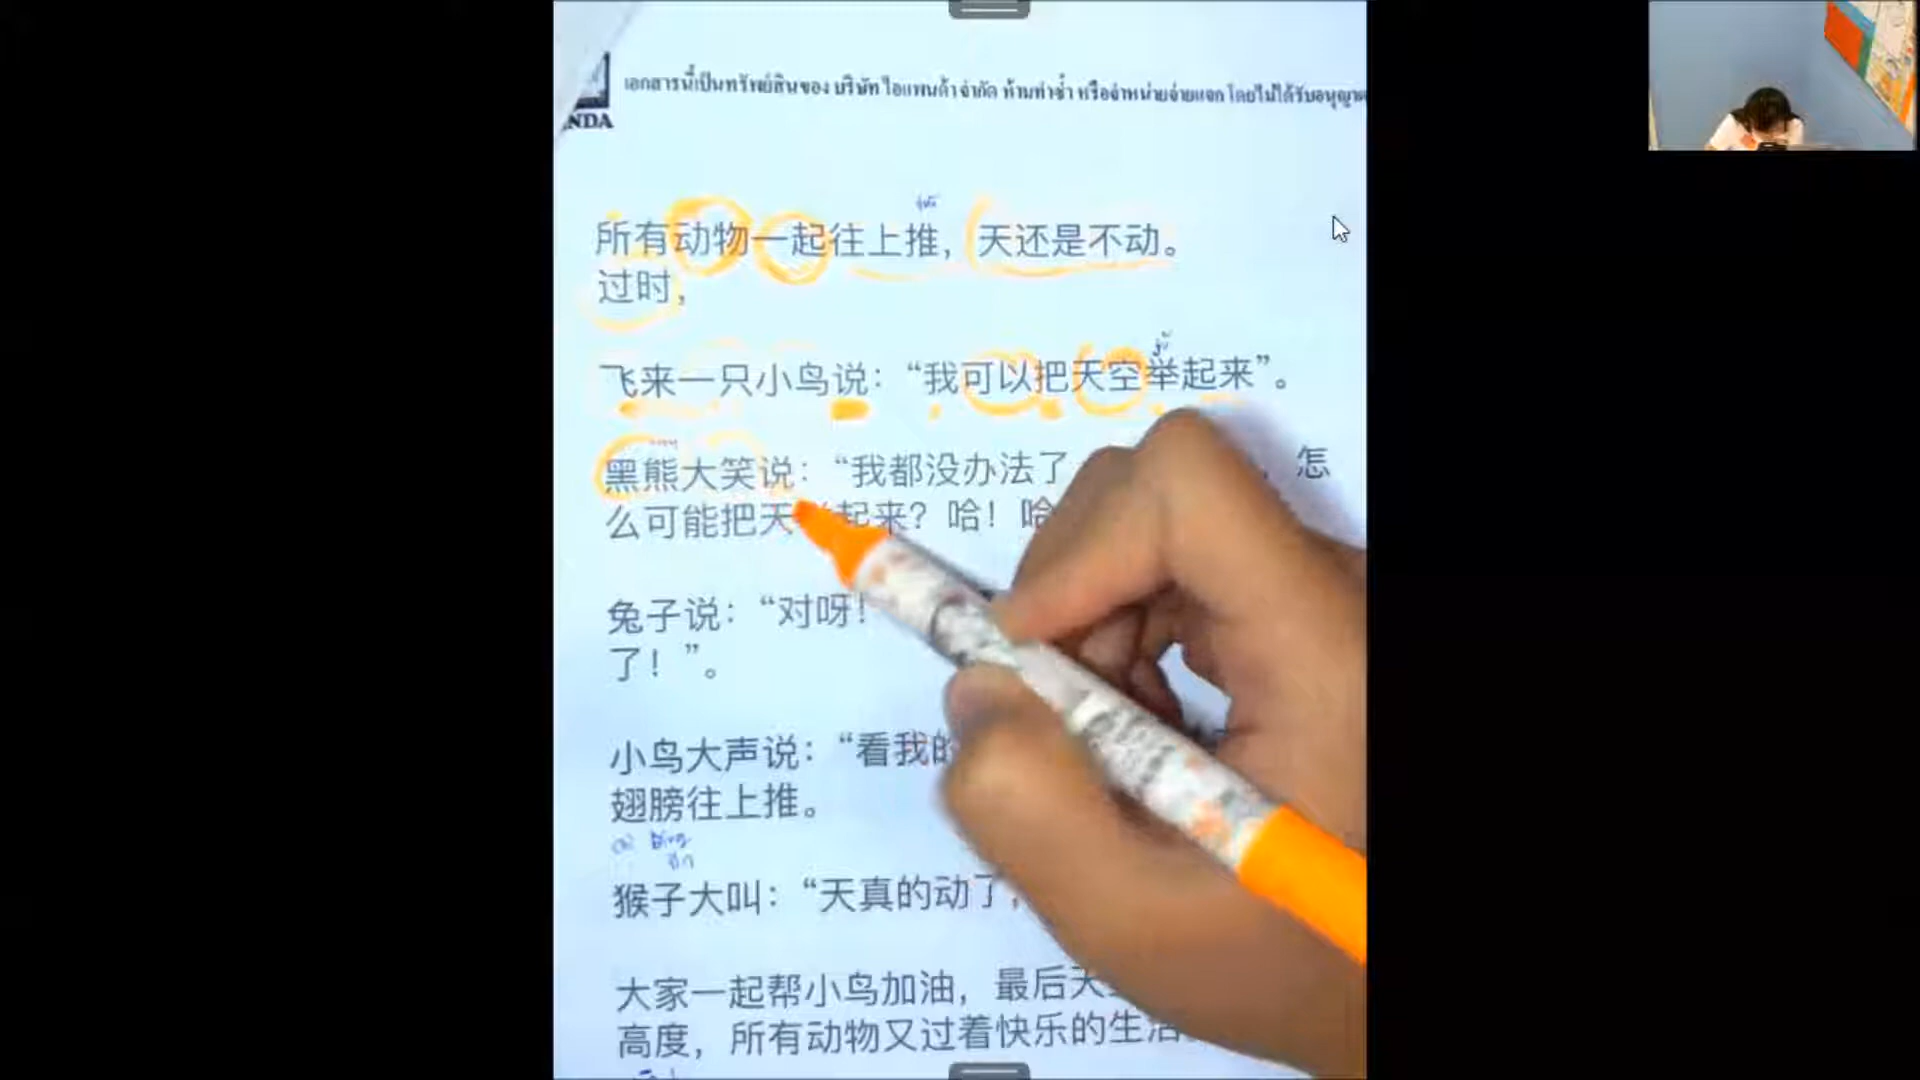 เอกสารนี้เป็นทรัพย์สินของ บริษัท ไอแพนด้า จำกัด ห้ามทำซ้ำ หรือจำหน่ายจ่ายแจก โดยไม่ได้รับอนุญาต
NDA
所有动物一起往上推，天还是不动。
过时，
飞来一只小鸟说：“我可以把天空举起来”。
黑熊大笑说：“我都没办法了 ，怎
么可能把天 起来？哈！哈
兔子说：“对呀！
了！”。
小鸟大声说：“看我的
翅膀往上推。
猴子大叫：“天真的动了，
大家一起帮小鸟加油，最后天
高度，所有动物又过着快乐的生活